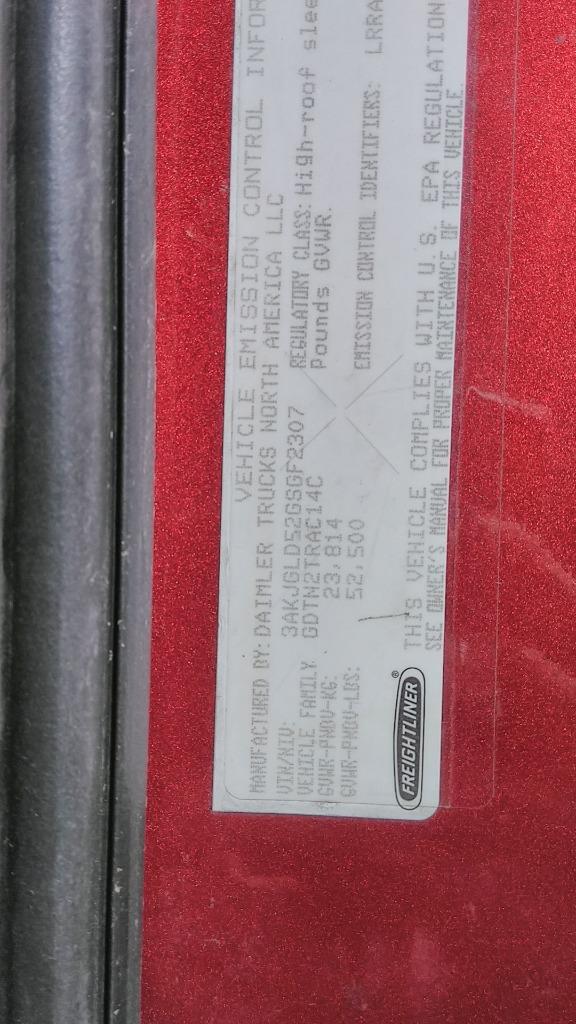 VEHICLE EMISSION CONTROL INFOR
MANUFACTURED BY: DAIMLER TRUCKS NORTH AMERICA LLC
VIN/NIV: 3AKJGLD52GSGF2307 REGULATORY CLASS: High-roof slee
VEHICLE FAMILY: GDTN2TRAC14C Pounds GVWR.
GVWR-PNBV-KG: 23,814
GVWR-PNBV-LBS: 52,500 EMISSION CONTROL IDENTIFIERS: LRRA
THIS VEHICLE COMPLIES WITH U.S. EPA REGULATION
SEE OWNER'S MANUAL FOR PROPER MAINTENANCE OF THIS VEHICLE.
FREIGHTLINER®